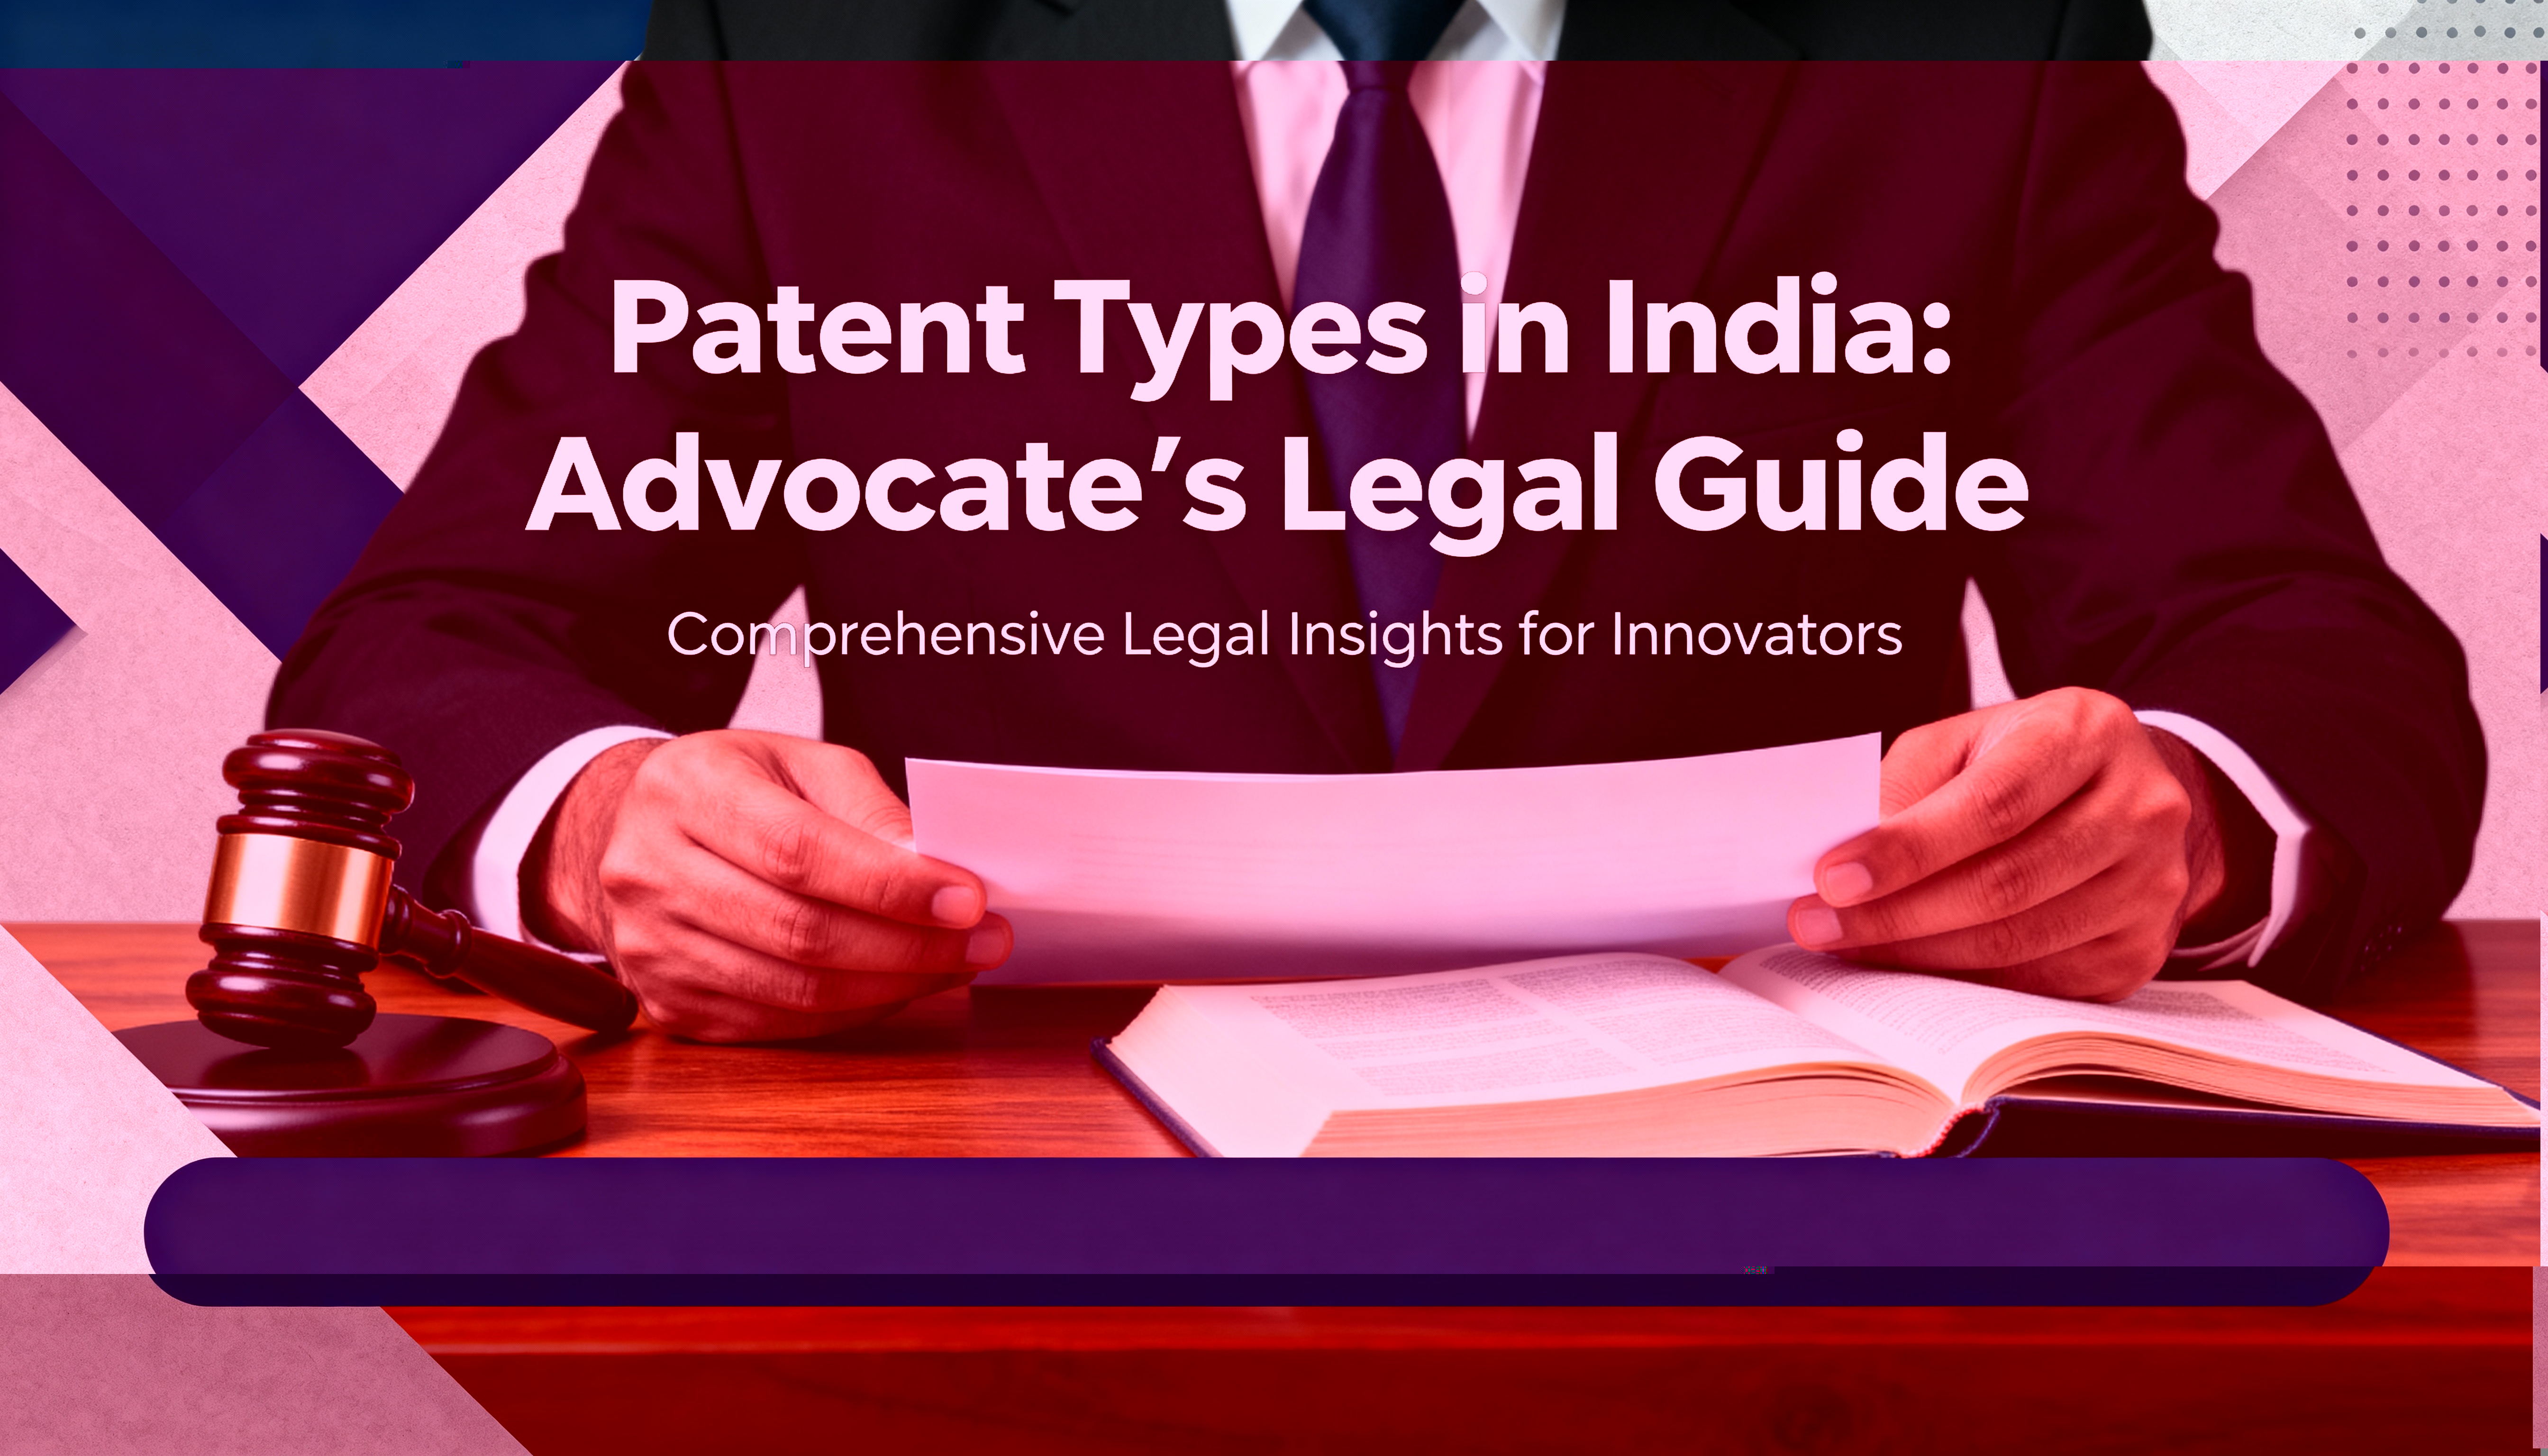 Patent Types in India:
Advocate’s Legal Guide
Comprehensive Legal Insights for Innovators